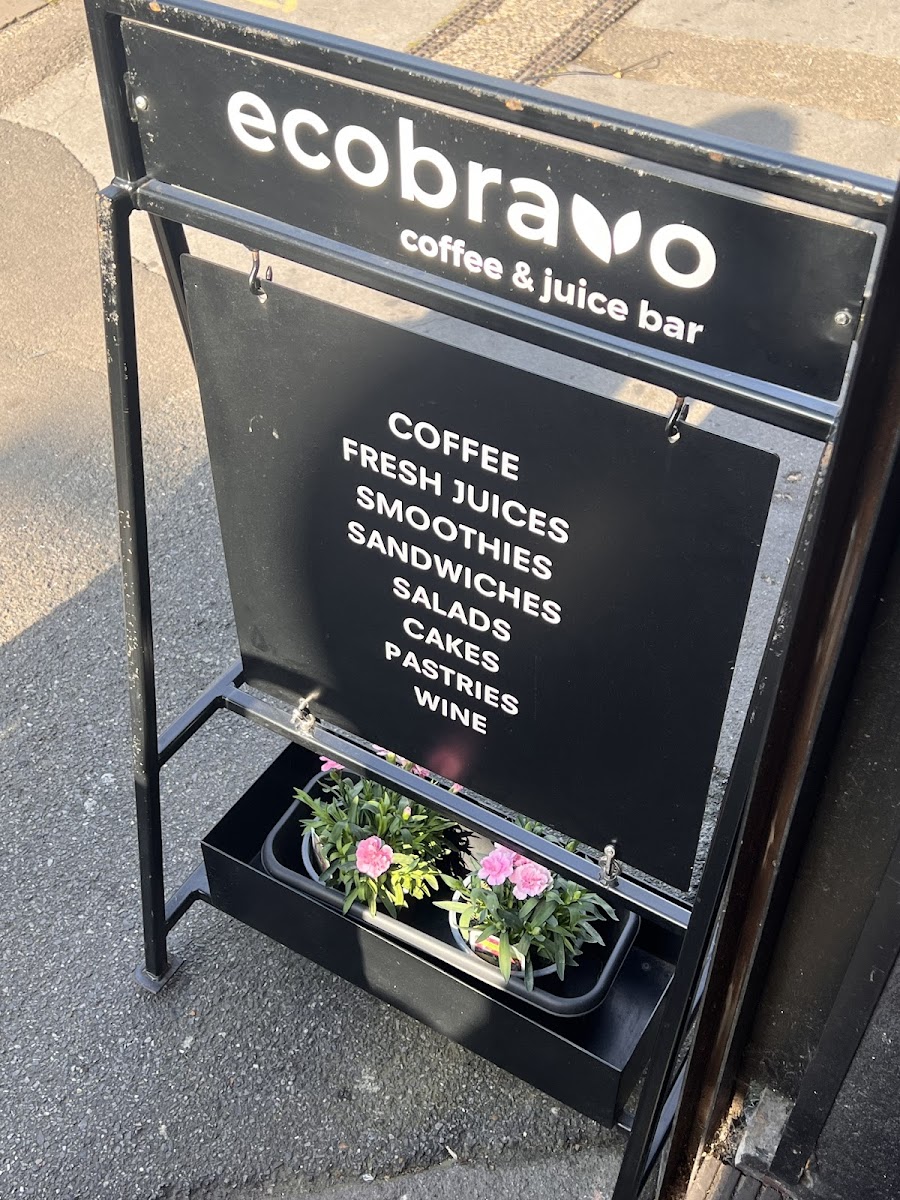 ecobravo
coffee & juice bar
COFFEE
FRESH JUICES
SMOOTHIES
SANDWICHES
SALADS
CAKES
PASTRIES
WINE